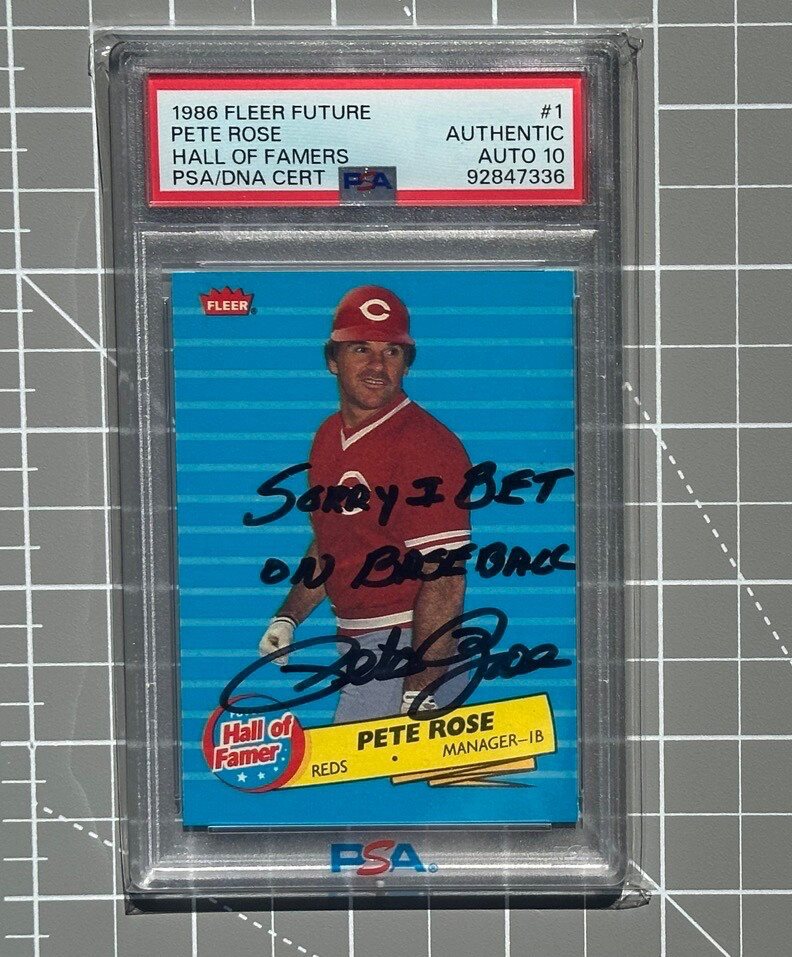 1986 FLEER FUTURE #1
PETE ROSE AUTHENTIC
HALL OF FAMERS AUTO 10
PSA/DNA CERT PSA 92847336
FLEER
C
SORRY I BET
ON BASEBALL
Pete Rose
Hall of
Famer
PETE ROSE
REDS • MANAGER–1B
PSA